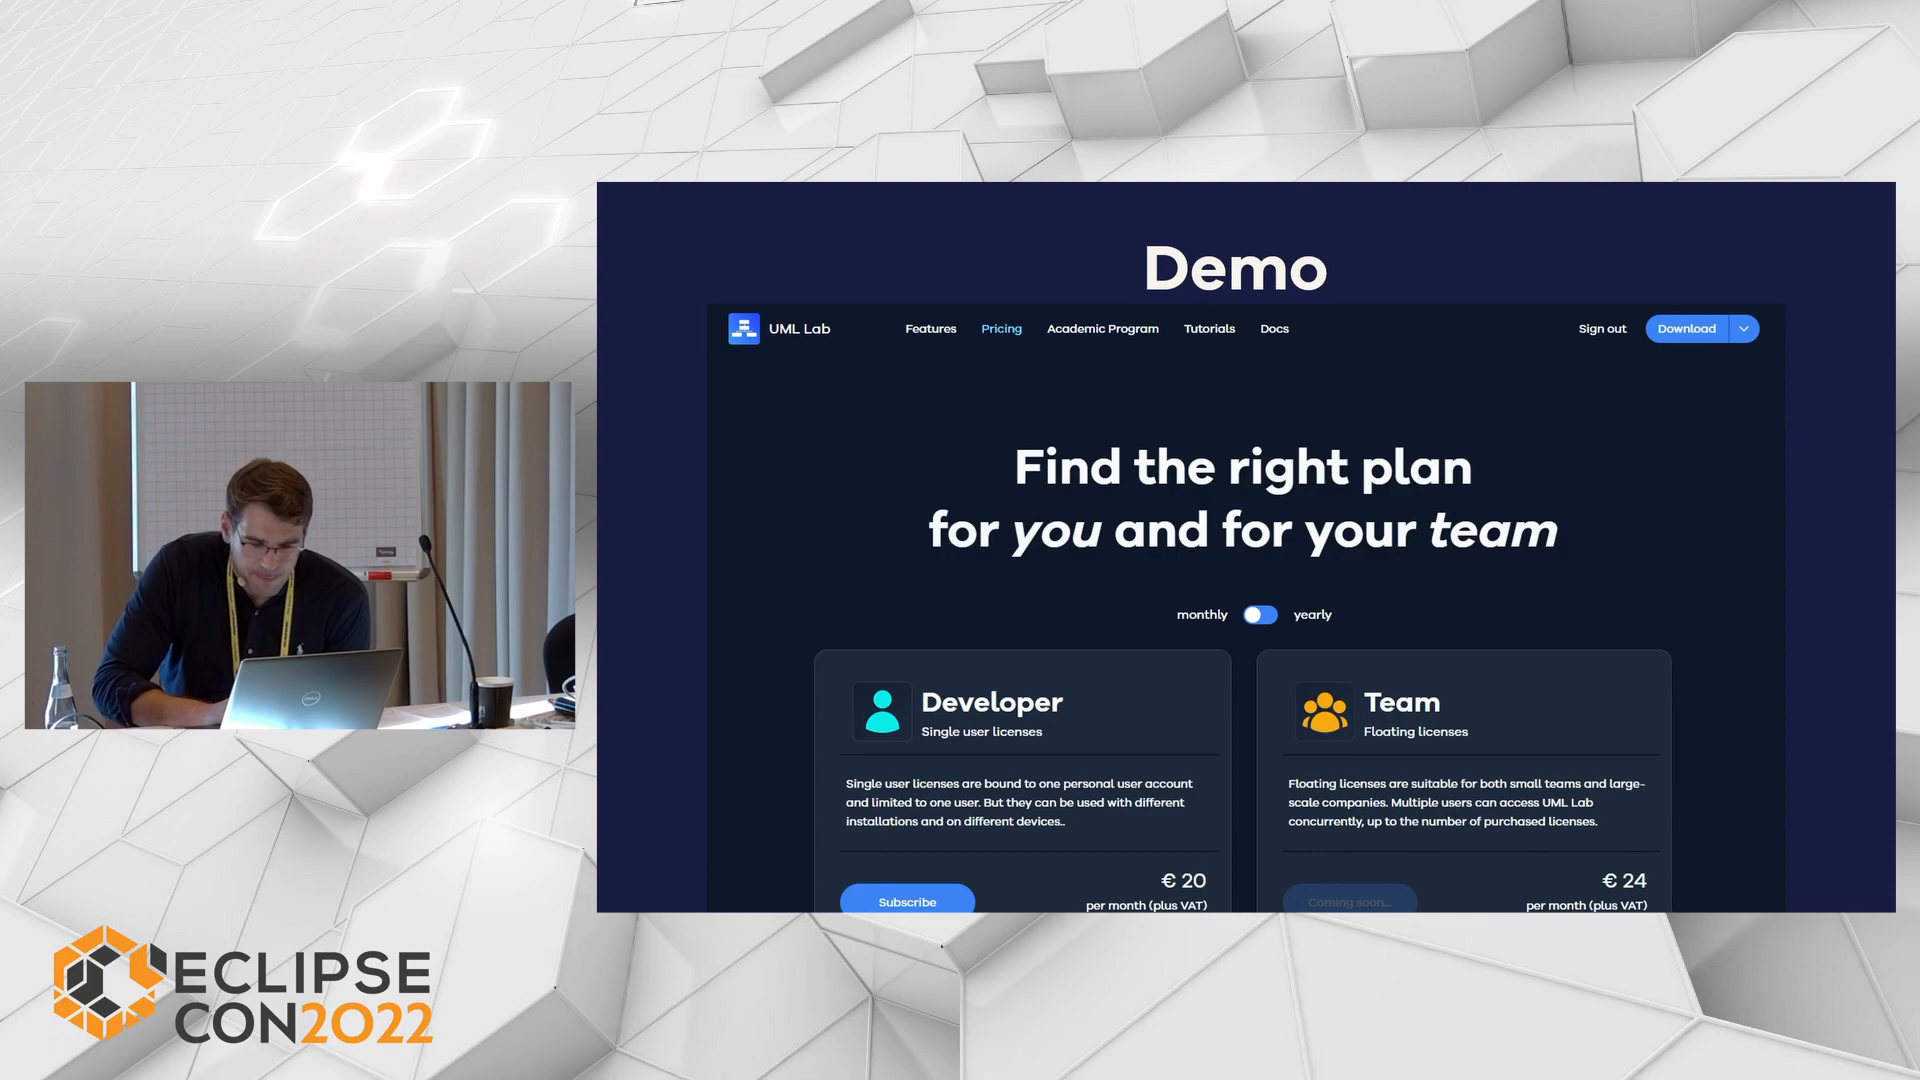 Demo
UML Lab
Features
Pricing
Academic Program
Tutorials
Docs
Sign out
Download
Find the right plan
for you and for your team
monthly
yearly
Developer
Single user licenses
Single user licenses are bound to one personal user account
and limited to one user. But they can be used with different
installations and on different devices..
Subscribe
€ 20
per month (plus VAT)
Team
Floating licenses
Floating licenses are suitable for both small teams and large-
scale companies. Multiple users can access UML Lab
concurrently, up to the number of purchased licenses.
Coming soon...
€ 24
per month (plus VAT)
DELL
ECLIPSE
CON2022